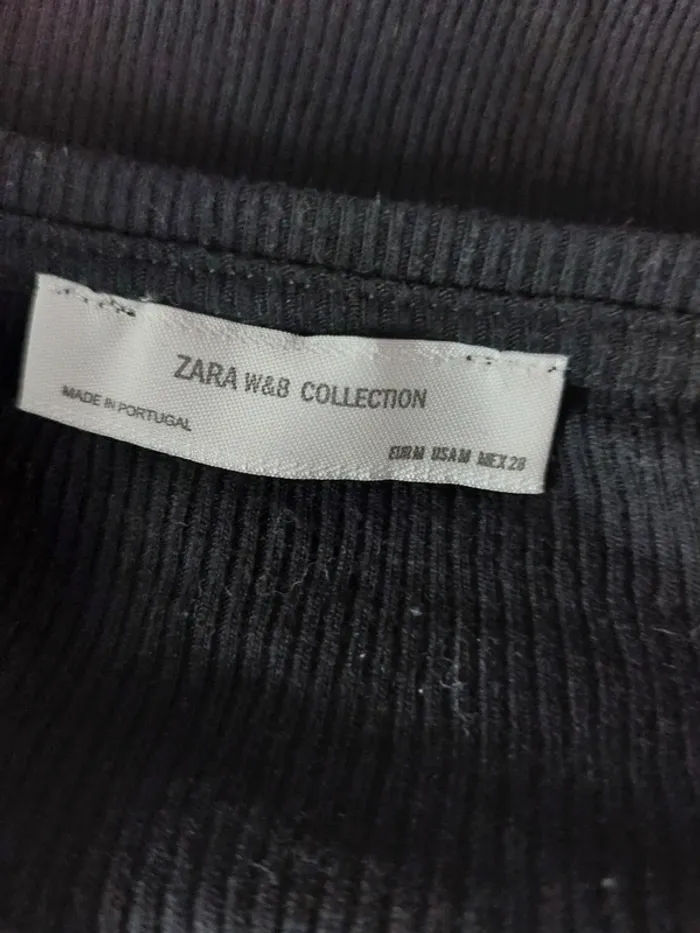 ZARA W&B COLLECTION
MADE IN PORTUGAL
EUR M USA M MEX 28